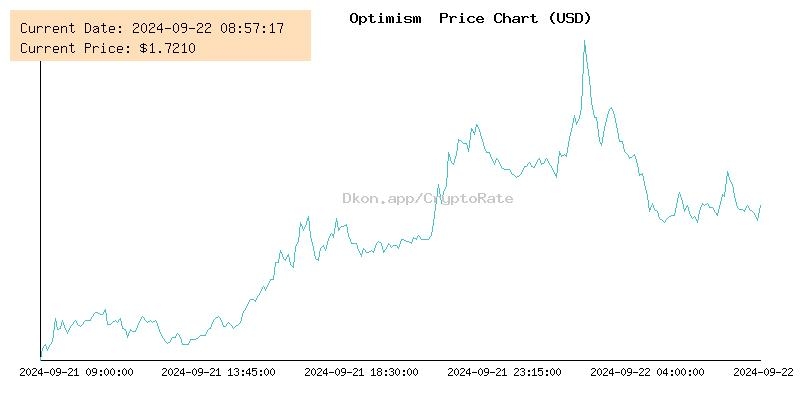 Optimism  Price Chart (USD)
Current Date: 2024-09-22 08:57:17
Current Price: $1.7210
Dkon.app/CryptoRate
2024-09-21 09:00:00 2024-09-21 13:45:00 2024-09-21 18:30:00 2024-09-21 23:15:00 2024-09-22 04:00:00 2024-09-22